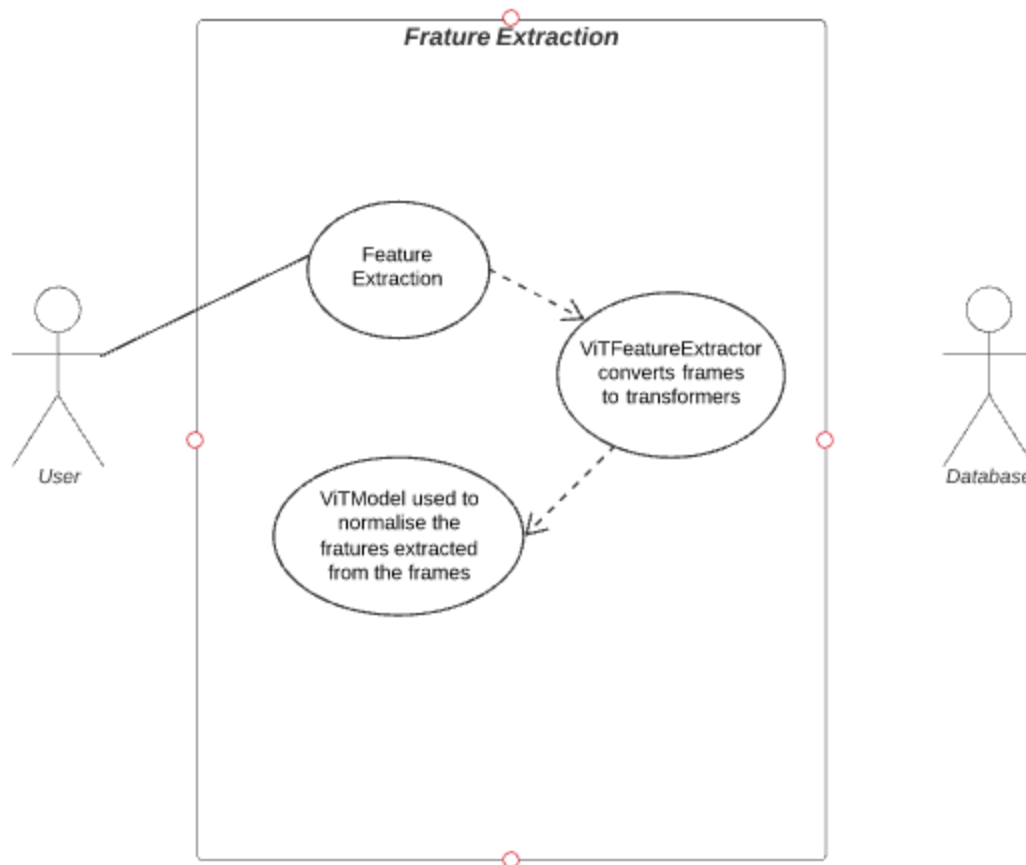 Frature Extraction
Feature
Extraction
ViTFeatureExtractor
converts frames
to transformers
User
Database
ViTModel used to
normalise the
fratures extracted
from the frames